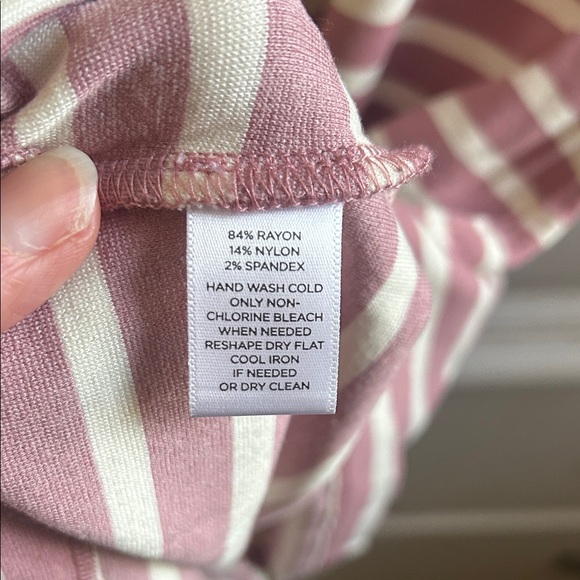 84% RAYON
14% NYLON
2% SPANDEX
HAND WASH COLD
ONLY NON-
CHLORINE BLEACH
WHEN NEEDED
RESHAPE DRY FLAT
COOL IRON
IF NEEDED
OR DRY CLEAN